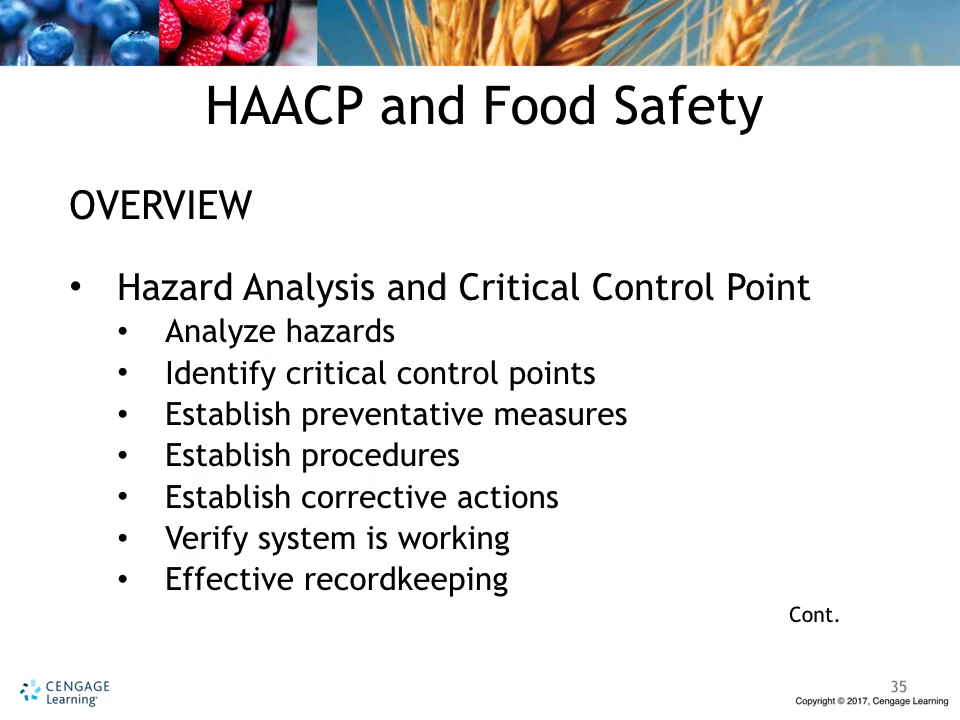 HAACP and Food Safety
OVERVIEW
• Hazard Analysis and Critical Control Point
• Analyze hazards
• Identify critical control points
• Establish preventative measures
• Establish procedures
• Establish corrective actions
• Verify system is working
• Effective recordkeeping
Cont.
CENGAGE
Learning
35
Copyright © 2017, Cengage Learning